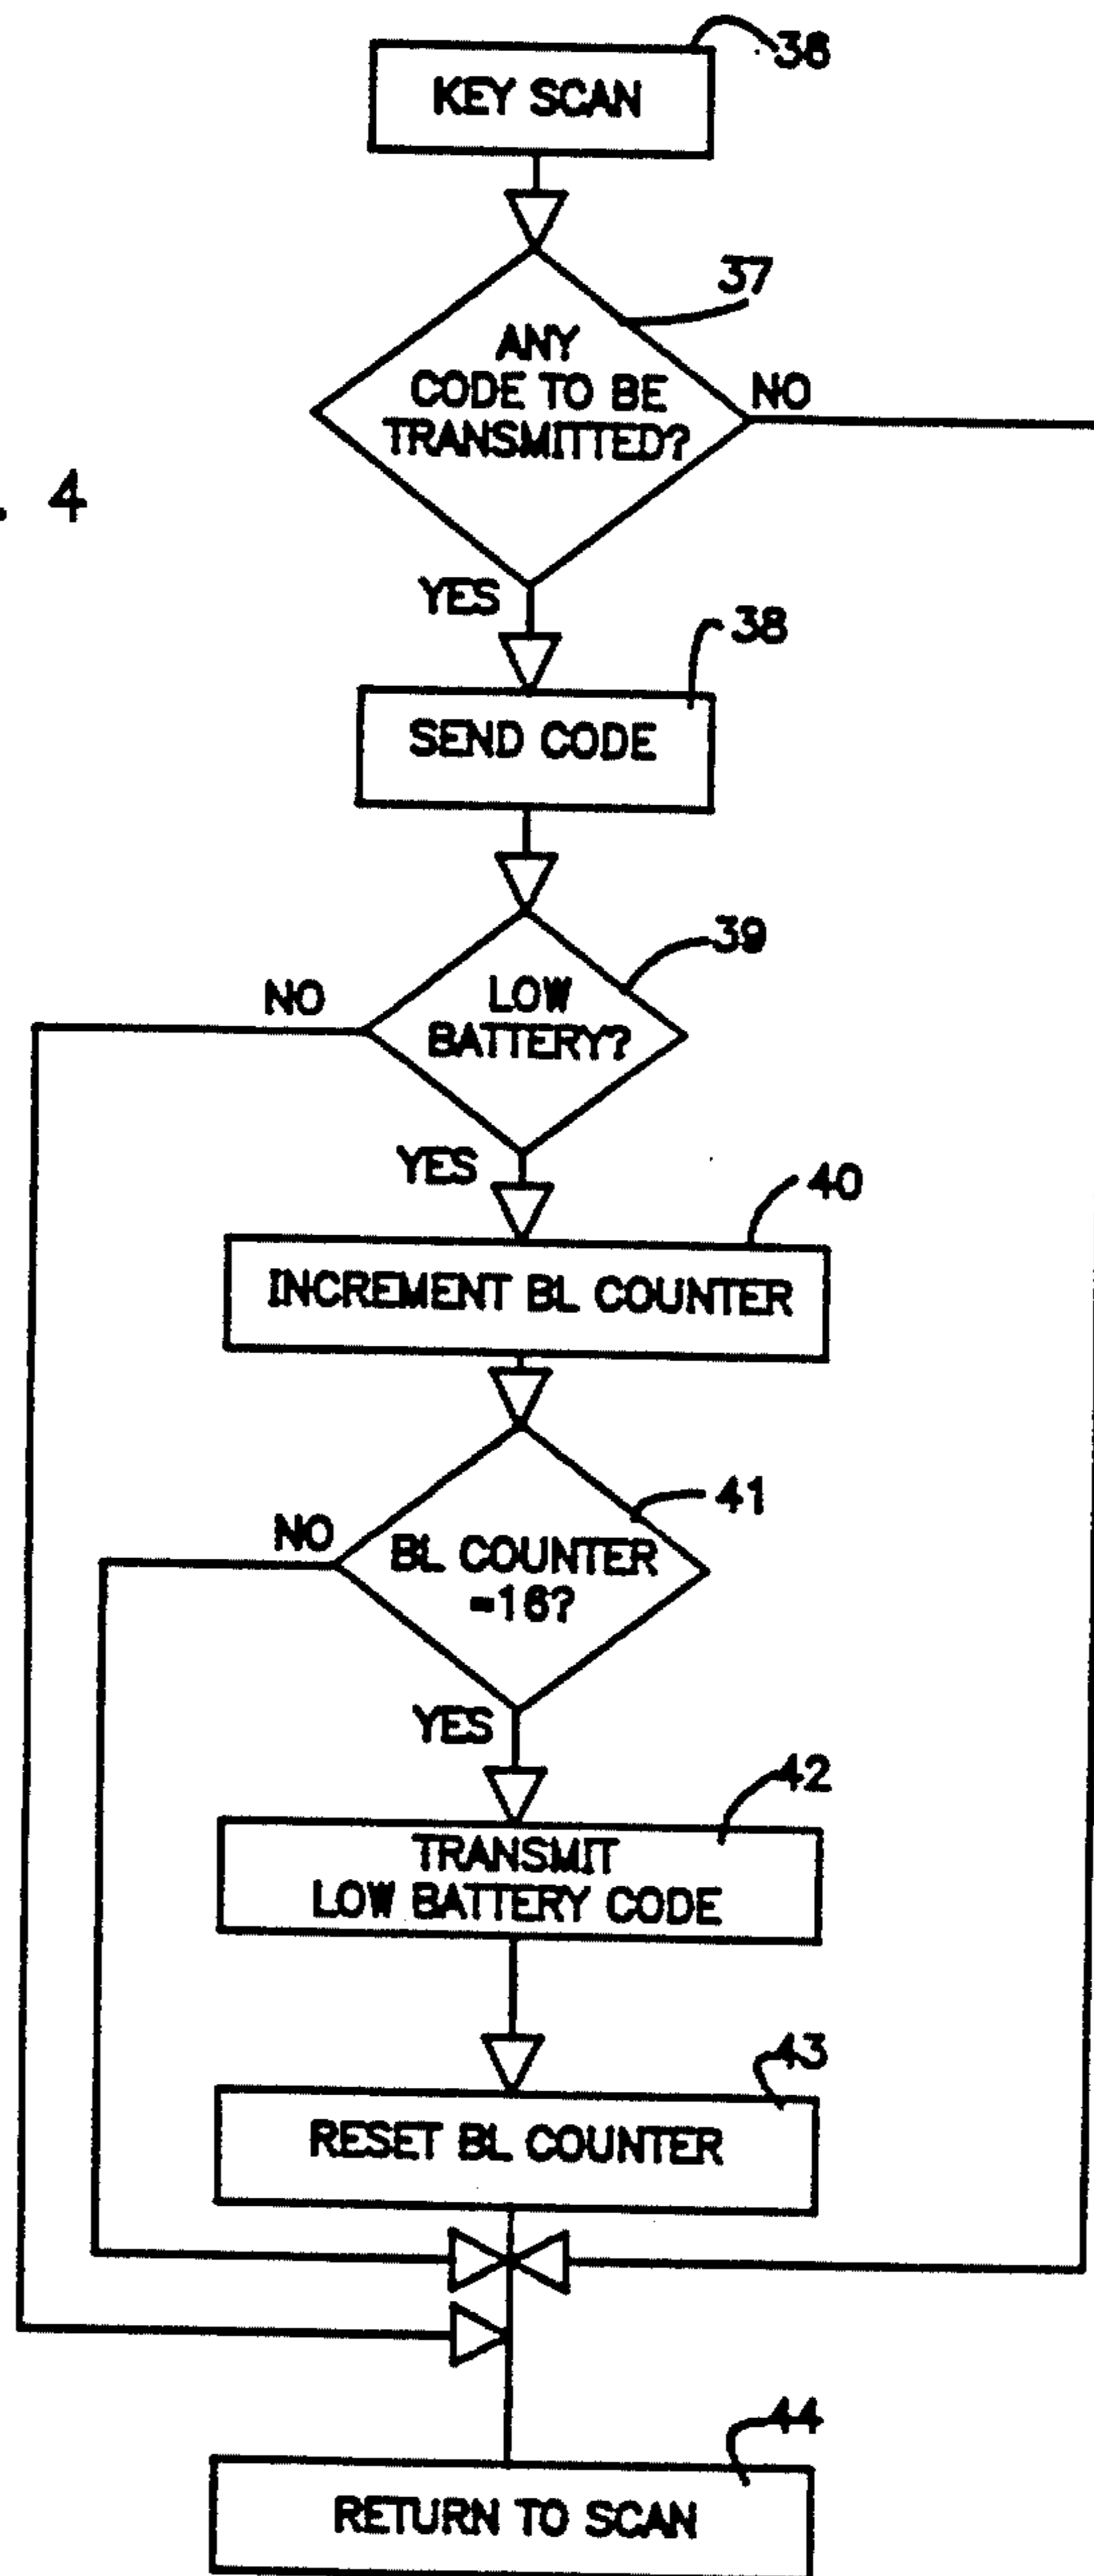 36
KEY SCAN
37
ANY
CODE TO BE
TRANSMITTED?
NO
. 4
YES
38
SEND CODE
39
NO
LOW
BATTERY?
YES
40
INCREMENT BL COUNTER
41
NO
BL COUNTER
=16?
YES
42
TRANSMIT
LOW BATTERY CODE
43
RESET BL COUNTER
44
RETURN TO SCAN